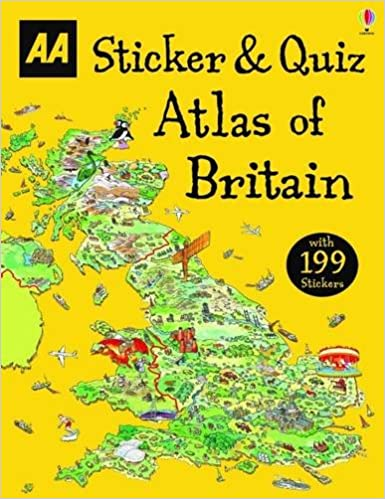 AA
Sticker & Quiz
Atlas of
Britain
with
199
Stickers